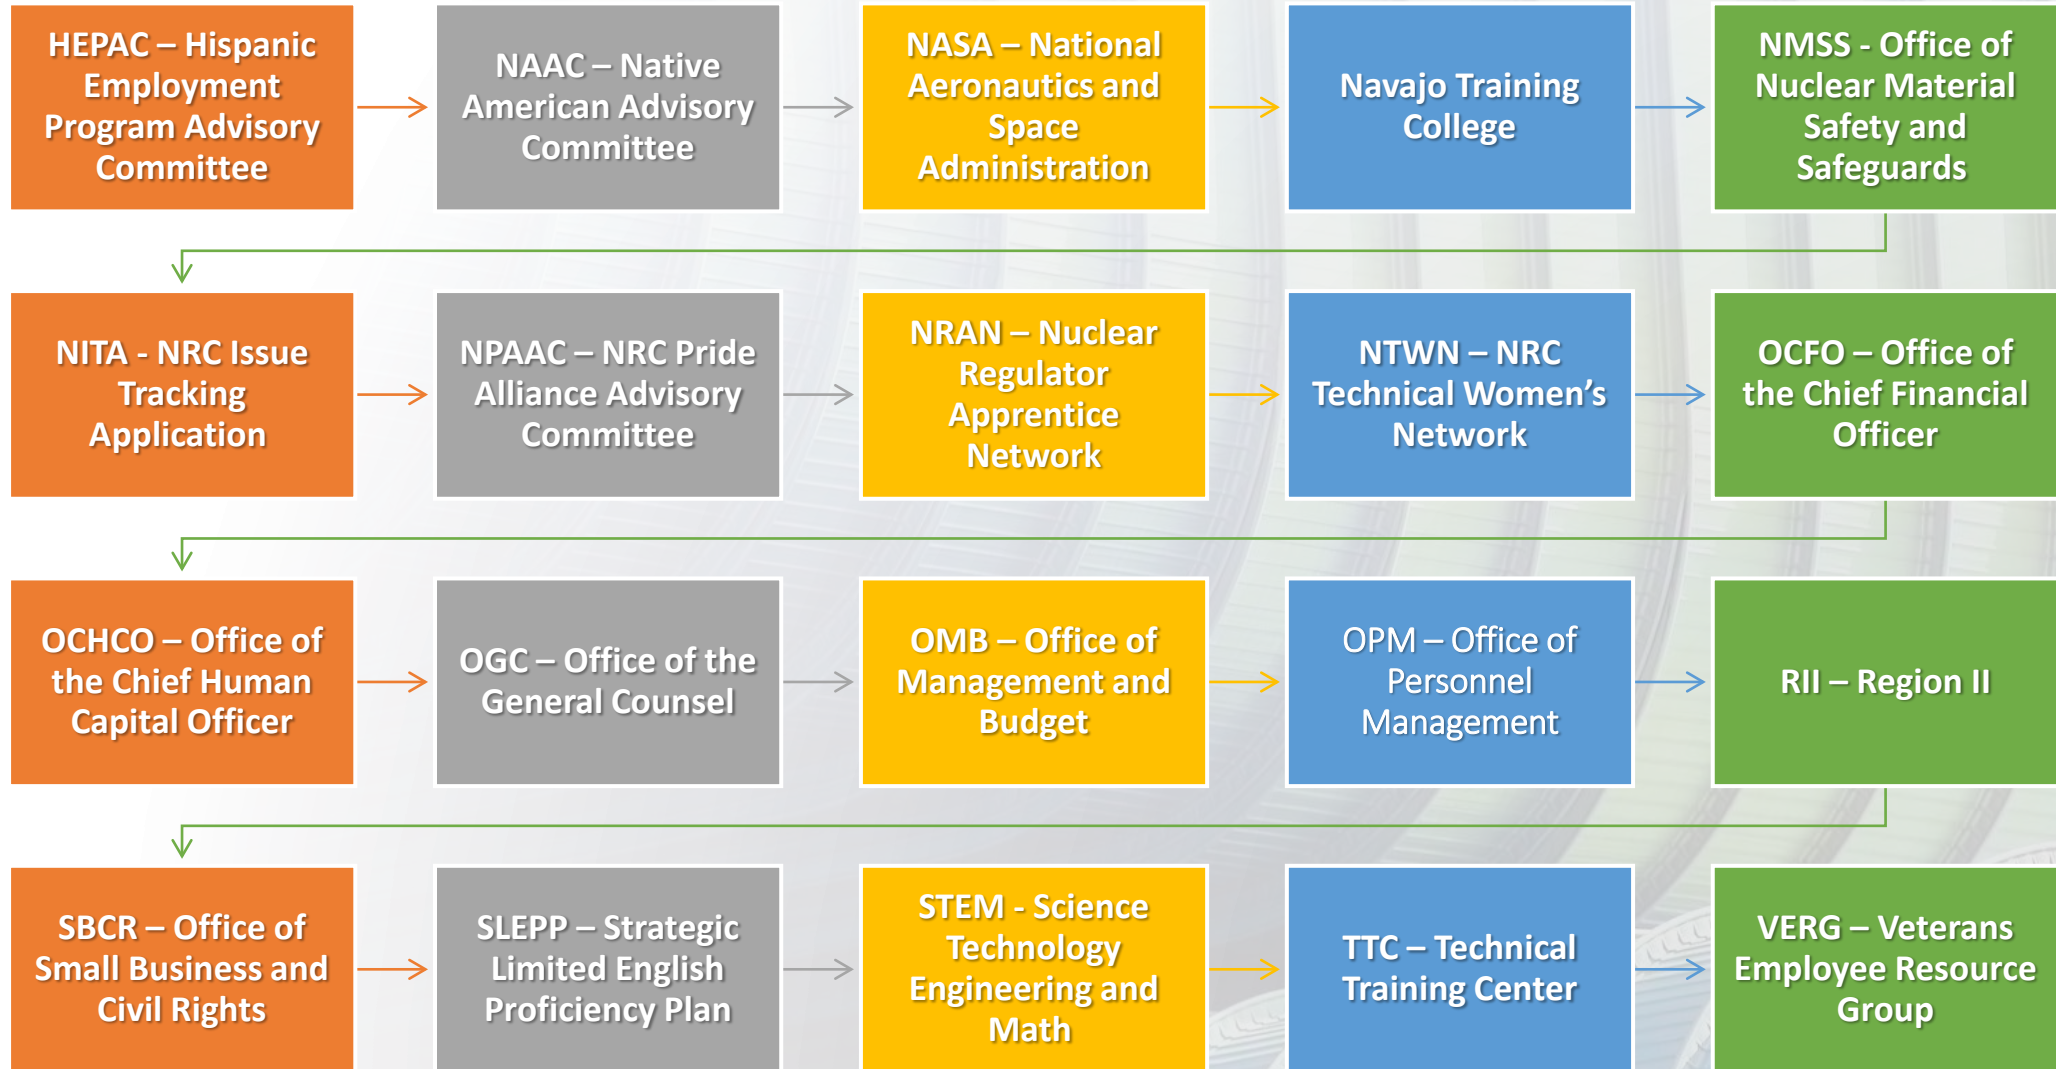 HEPAC – Hispanic
Employment
Program Advisory
Committee
NAAC – Native
American Advisory
Committee
NASA – National
Aeronautics and
Space
Administration
Navajo Training
College
NMSS - Office of
Nuclear Material
Safety and
Safeguards
NITA - NRC Issue
Tracking
Application
NPAAC – NRC Pride
Alliance Advisory
Committee
NRAN – Nuclear
Regulator
Apprentice
Network
NTWN – NRC
Technical Women’s
Network
OCFO – Office of
the Chief Financial
Officer
OCHCO – Office of
the Chief Human
Capital Officer
OGC – Office of the
General Counsel
OMB – Office of
Management and
Budget
OPM – Office of
Personnel
Management
RII – Region II
SBCR – Office of
Small Business and
Civil Rights
SLEPP – Strategic
Limited English
Proficiency Plan
STEM - Science
Technology
Engineering and
Math
TTC – Technical
Training Center
VERG – Veterans
Employee Resource
Group